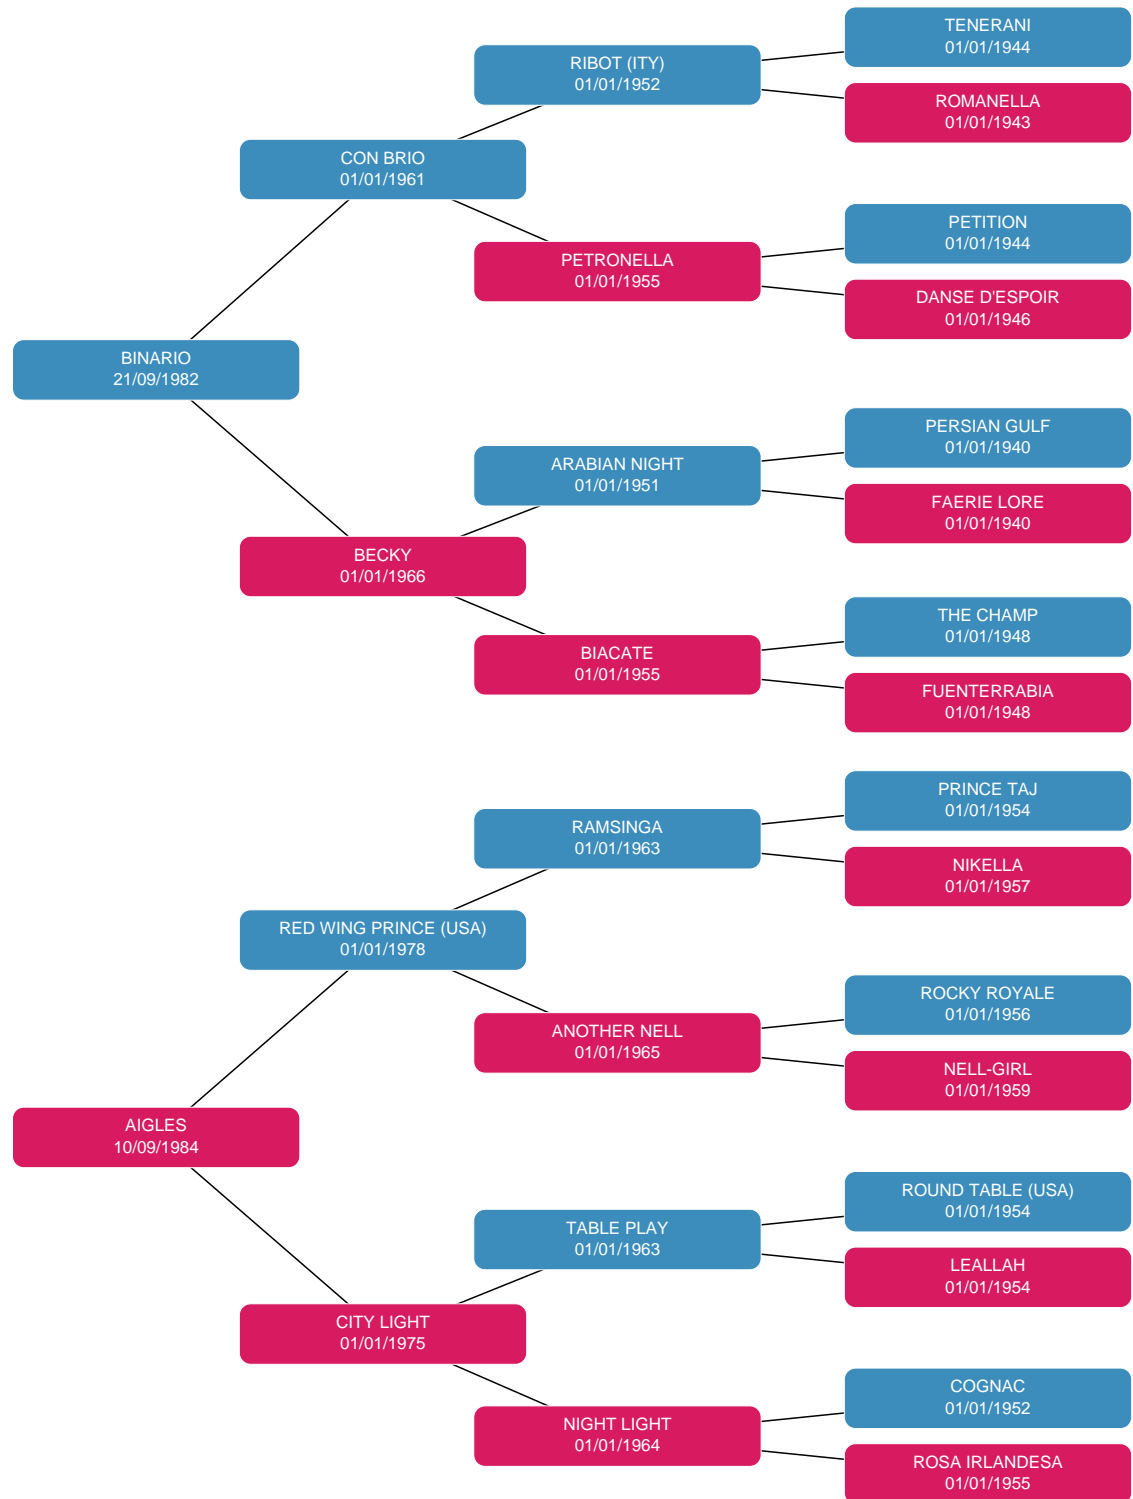 TENERANI
01/01/1944
RIBOT (ITY)
01/01/1952
ROMANELLA
01/01/1943
CON BRIO
01/01/1961
PETITION
01/01/1944
PETRONELLA
01/01/1955
DANSE D'ESPOIR
01/01/1946
BINARIO
21/09/1982
PERSIAN GULF
01/01/1940
ARABIAN NIGHT
01/01/1951
FAERIE LORE
01/01/1940
BECKY
01/01/1966
THE CHAMP
01/01/1948
BIACATE
01/01/1955
FUENTERRABIA
01/01/1948
PRINCE TAJ
01/01/1954
RAMSINGA
01/01/1963
NIKELLA
01/01/1957
RED WING PRINCE (USA)
01/01/1978
ROCKY ROYALE
01/01/1956
ANOTHER NELL
01/01/1965
NELL-GIRL
01/01/1959
AIGLES
10/09/1984
ROUND TABLE (USA)
01/01/1954
TABLE PLAY
01/01/1963
LEALLAH
01/01/1954
CITY LIGHT
01/01/1975
COGNAC
01/01/1952
NIGHT LIGHT
01/01/1964
ROSA IRLANDESA
01/01/1955